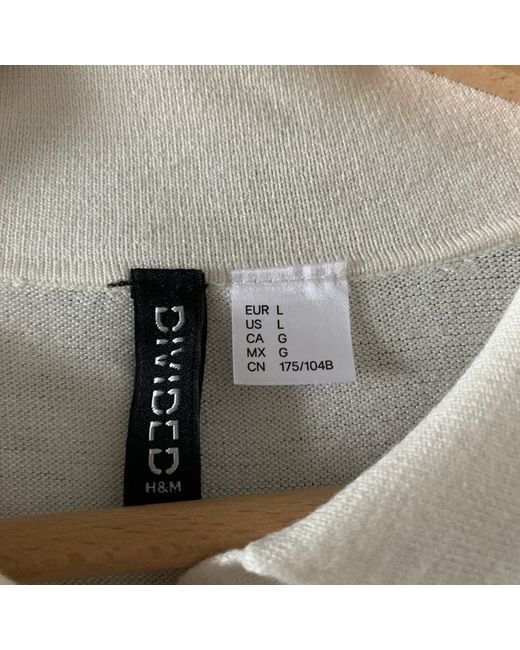 DIVIDED
H&M
EUR L
US L
CA G
MX G
CN 175/104B